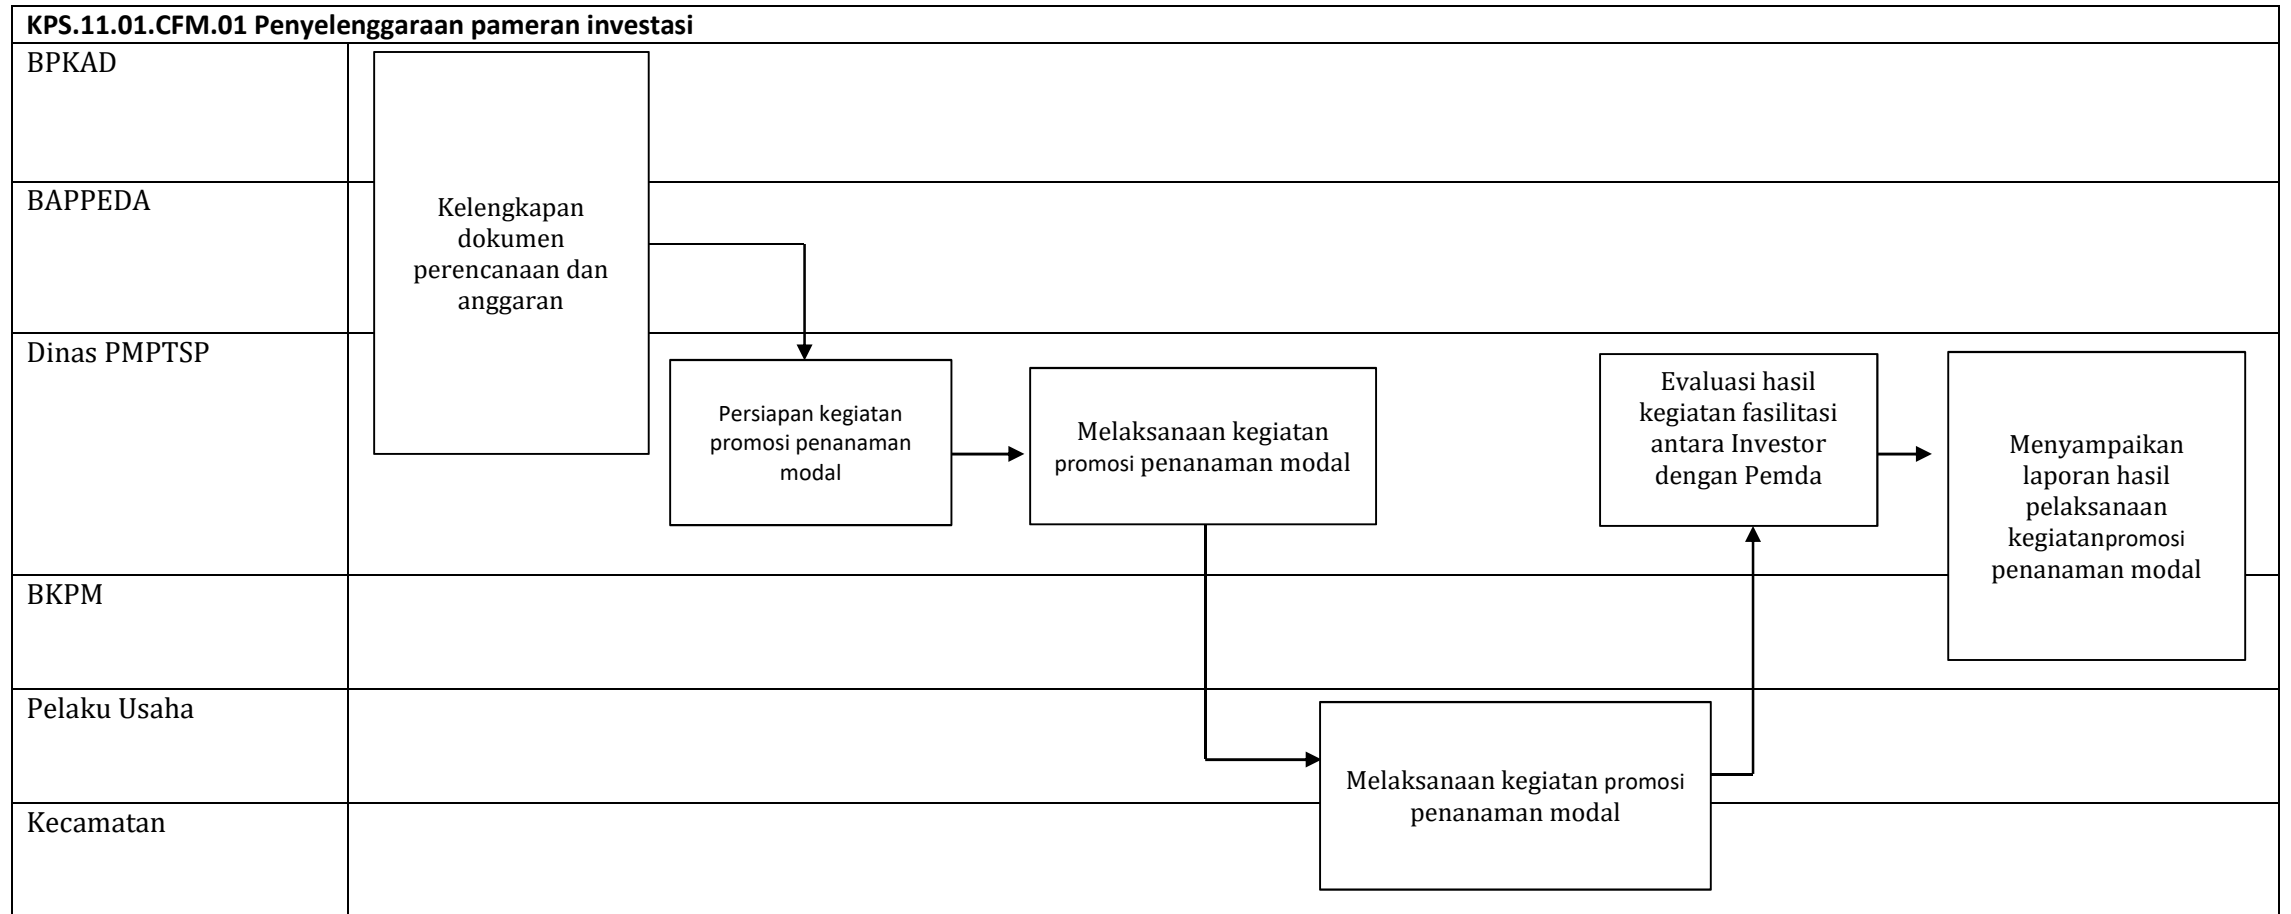 KPS.11.01.CFM.01 Penyelenggaraan pameran investasi
BPKAD
BAPPEDA
Kelengkapan
dokumen
perencanaan dan
anggaran
Dinas PMPTSP
Persiapan kegiatan
promosi penanaman
modal
Melaksanaan kegiatan
promosi penanaman modal
Evaluasi hasil
kegiatan fasilitasi
antara Investor
dengan Pemda
Menyampaikan
laporan hasil
pelaksanaan
kegiatanpromosi
penanaman modal
BKPM
Pelaku Usaha
Melaksanaan kegiatan promosi
penanaman modal
Kecamatan